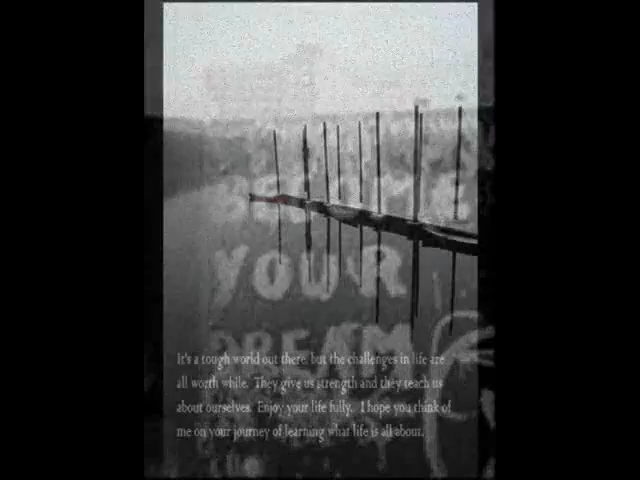 YOUR
DREAM
It's a tough world out there, but the challenges in life are
all worth while. They give us strength and they teach us
about ourselves. Enjoy your life fully. I hope you think of
me on your journey of learning what life is all about.